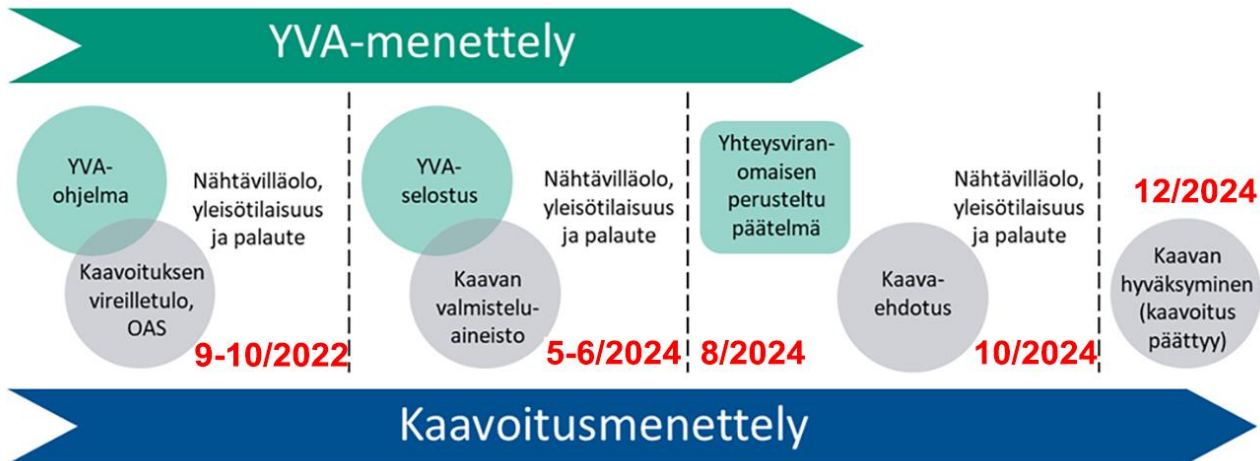 YVA-menettely
YVA-
ohjelma
Kaavoituksen
vireilletulo,
OAS
Nähtävilläolo,
yleisötilaisuus
ja palaute
9-10/2022
YVA-
selostus
Kaavan
valmistelu-
aineisto
Nähtävilläolo,
yleisötilaisuus
ja palaute
5-6/2024
Yhteysviran-
omaisen
perusteltu
päätelmä
8/2024
Kaava-
ehdotus
Nähtävilläolo,
yleisötilaisuus
ja palaute
10/2024
12/2024
Kaavan
hyväksyminen
(kaavoitus
päättyy)
Kaavoitusmenettely